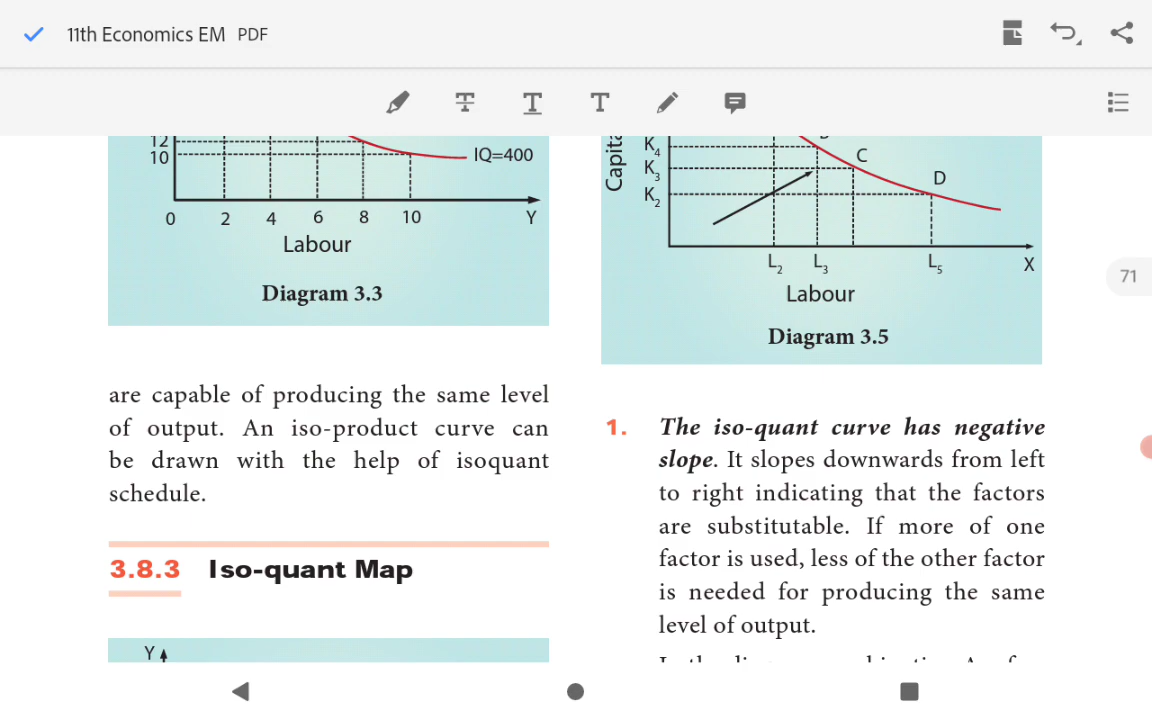 11th Economics EM PDF
12
10
IQ=400
0 2 4 6 8 10 Y
Labour
Diagram 3.3
are capable of producing the same level
of output. An iso-product curve can
be drawn with the help of isoquant
schedule.
3.8.3 Iso-quant Map
Y
K4
K3
K2
C
D
L2 L3 L5 X
Labour
Diagram 3.5
1. The iso-quant curve has negative
slope. It slopes downwards from left
to right indicating that the factors
are substitutable. If more of one
factor is used, less of the other factor
is needed for producing the same
level of output.
71